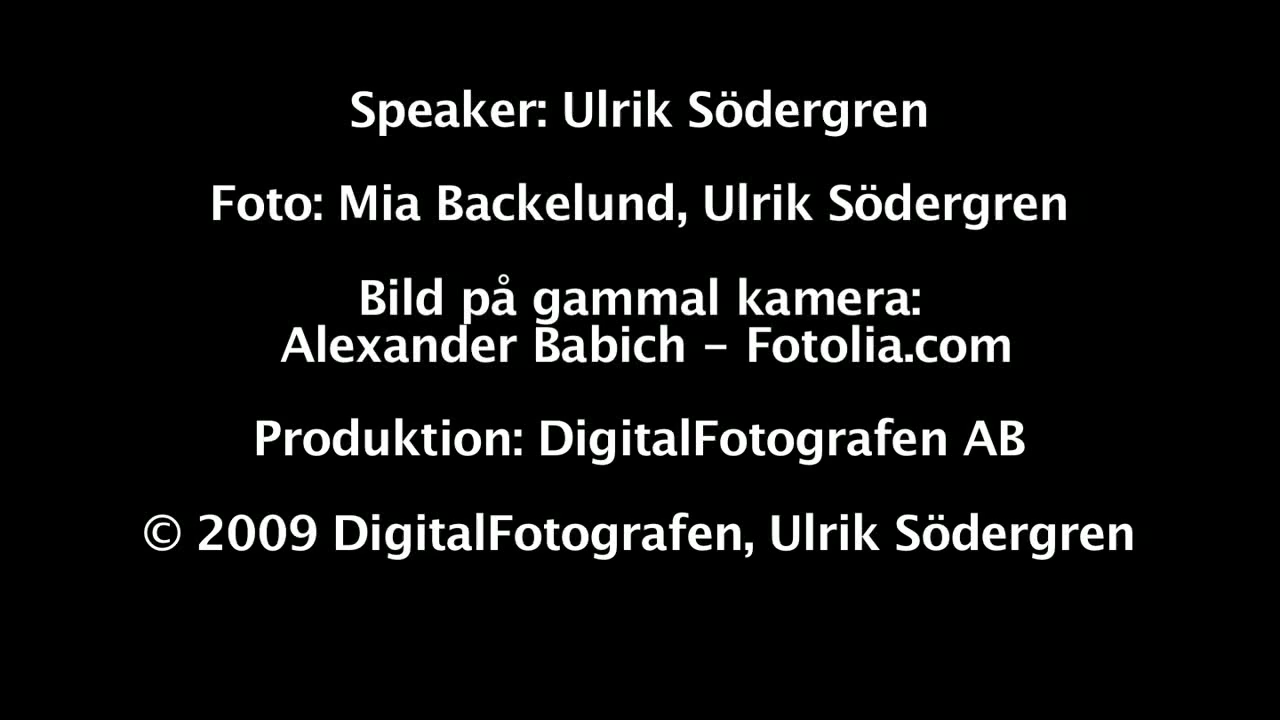 Speaker: Ulrik Södergren
Foto: Mia Backelund, Ulrik Södergren
Bild på gammal kamera:
Alexander Babich – Fotolia.com
Produktion: DigitalFotografen AB
© 2009 DigitalFotografen, Ulrik Södergren